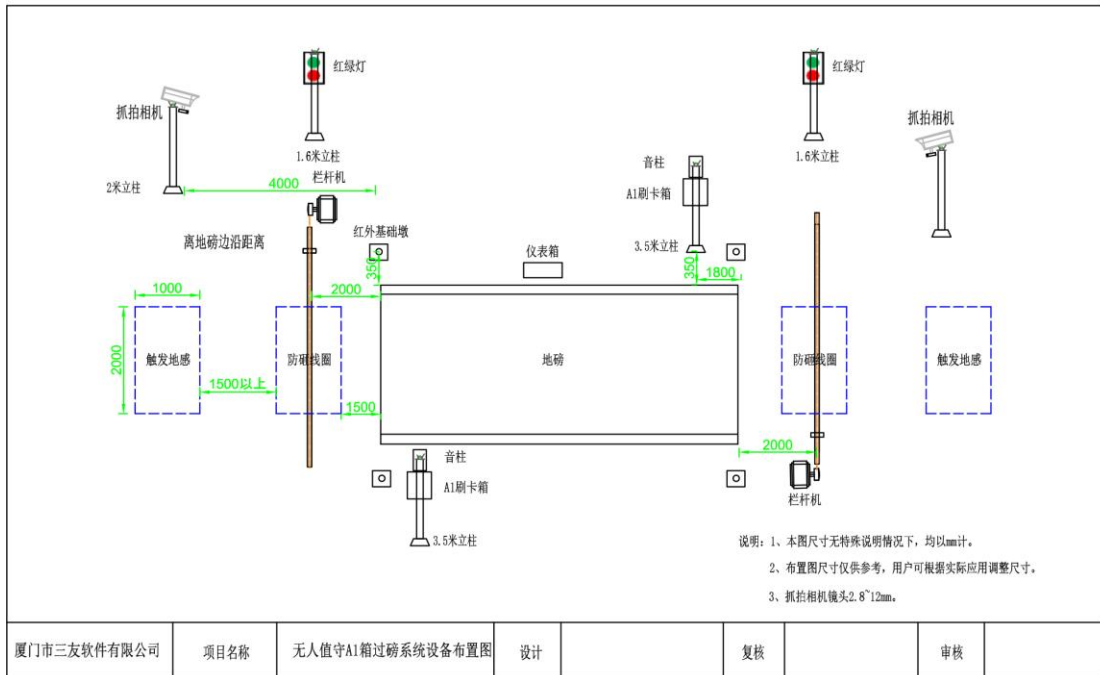 红绿灯
红绿灯
抓拍相机
抓拍相机
1.6米立柱
1.6米立柱
音柱
栏杆机
4000
2米立柱
A1刷卡箱
离地磅边沿距离
红外基础墩
仪表箱
3.5米立柱
350
350
1800
1000
2000
触发地感
防砸线圈
地磅
防砸线圈
触发地感
2000
1500以上
1500
2000
音柱
A1刷卡箱
栏杆机
3.5米立柱
说明：1、本图尺寸无特殊说明情况下，均以mm计。
2、布置图尺寸仅供参考，用户可根据实际应用调整尺寸。
3、抓拍相机镜头2.8~12mm。
厦门市三友软件有限公司
项目名称
无人值守A1箱过磅系统设备布置图
设计
复核
审核